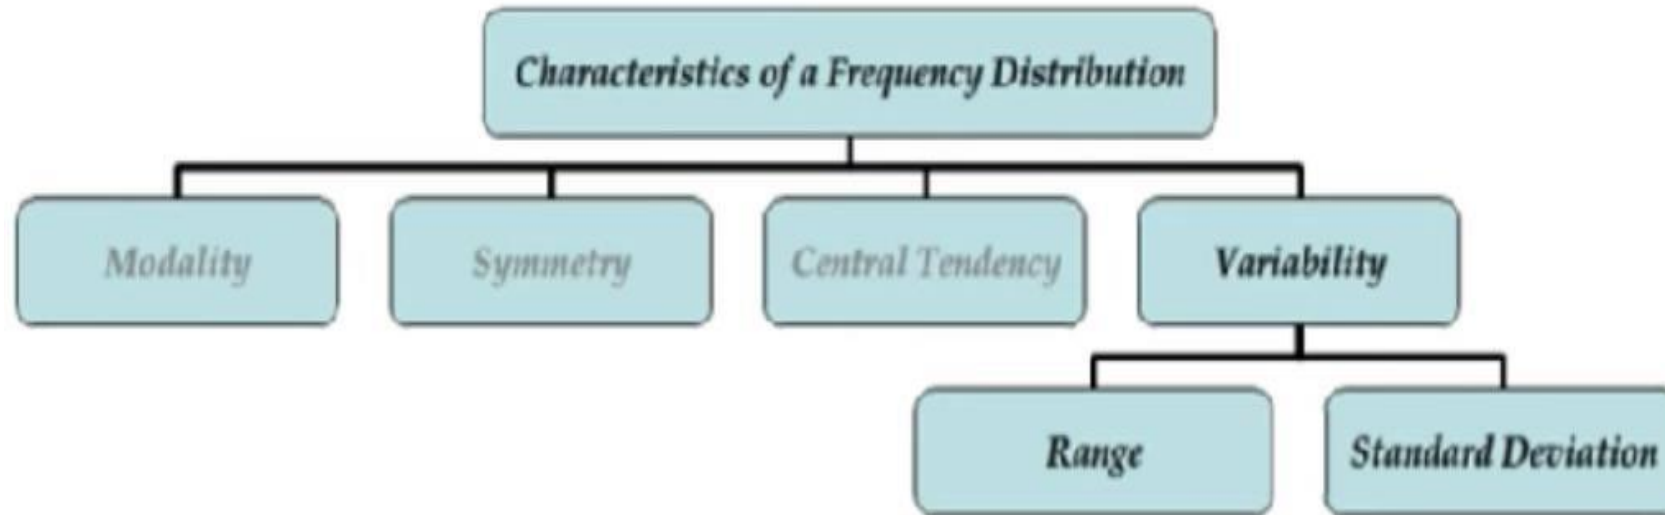 Characteristics of a Frequency Distribution
Modality
Symmetry
Central Tendency
Variability
Range
Standard Deviation